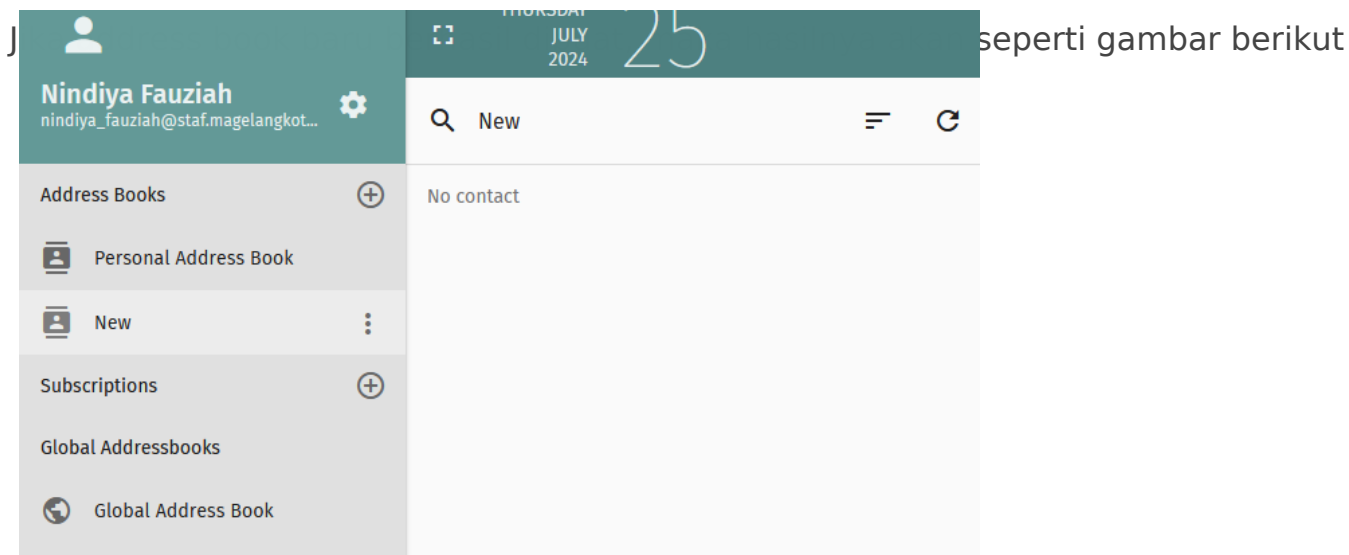 J
seperti gambar berikut
JULY
25
2024
Nindiya Fauziah
nindiya_fauziah@staf.magelangkot...
New
Address Books
No contact
Personal Address Book
New
Subscriptions
Global Addressbooks
Global Address Book